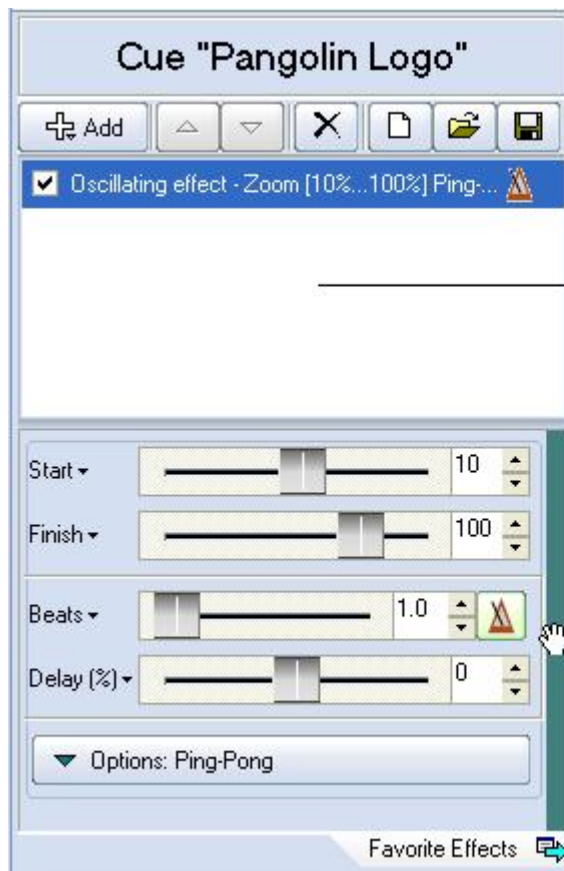 Cue "Pangolin Logo"
Add
Oscillating effect - Zoom [10%...100%] Ping-...
Start 10
Finish 100
Beats 1.0
Delay (%) 0
Options: Ping-Pong
Favorite Effects